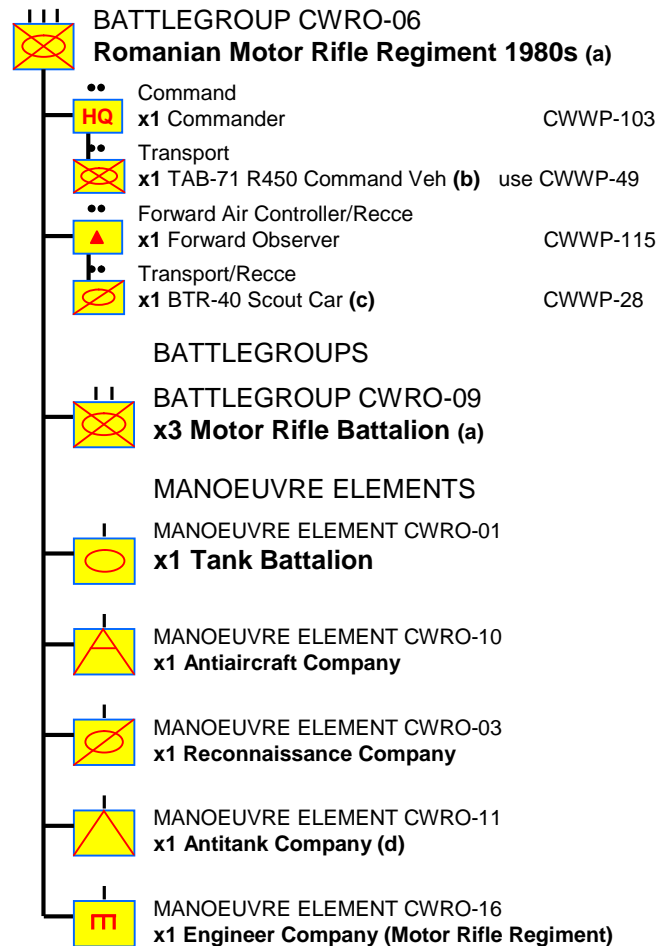 BATTLEGROUP CWRO-06
Romanian Motor Rifle Regiment 1980s (a)
Command
HQ
x1 Commander CWWP-103
Transport
x1 TAB-71 R450 Command Veh (b) use CWWP-49
Forward Air Controller/Recce
x1 Forward Observer CWWP-115
Transport/Recce
x1 BTR-40 Scout Car (c) CWWP-28
BATTLEGROUPS
BATTLEGROUP CWRO-09
x3 Motor Rifle Battalion (a)
MANOEUVRE ELEMENTS
MANOEUVRE ELEMENT CWRO-01
x1 Tank Battalion
MANOEUVRE ELEMENT CWRO-10
x1 Antiaircraft Company
MANOEUVRE ELEMENT CWRO-03
x1 Reconnaissance Company
MANOEUVRE ELEMENT CWRO-11
x1 Antitank Company (d)
MANOEUVRE ELEMENT CWRO-16
x1 Engineer Company (Motor Rifle Regiment)